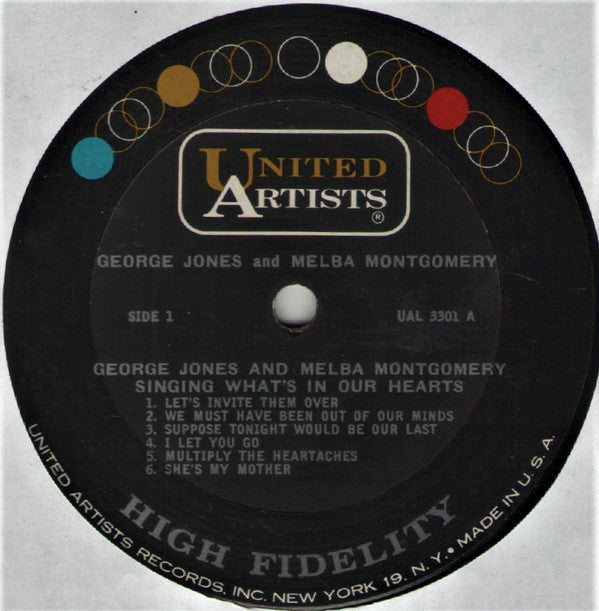 UNITED
ARTISTS
®
GEORGE JONES and MELBA MONTGOMERY
SIDE 1
UAL 3301 A
GEORGE JONES AND MELBA MONTGOMERY
SINGING WHAT'S IN OUR HEARTS
1. LET'S INVITE THEM OVER
2. WE MUST HAVE BEEN OUT OF OUR MINDS
3. SUPPOSE TONIGHT WOULD BE OUR LAST
4. I LET YOU GO
5. MULTIPLY THE HEARTACHES
6. SHE'S MY MOTHER
HIGH FIDELITY
UNITED ARTISTS RECORDS, INC. NEW YORK 19, N. Y. • MADE IN U. S. A.